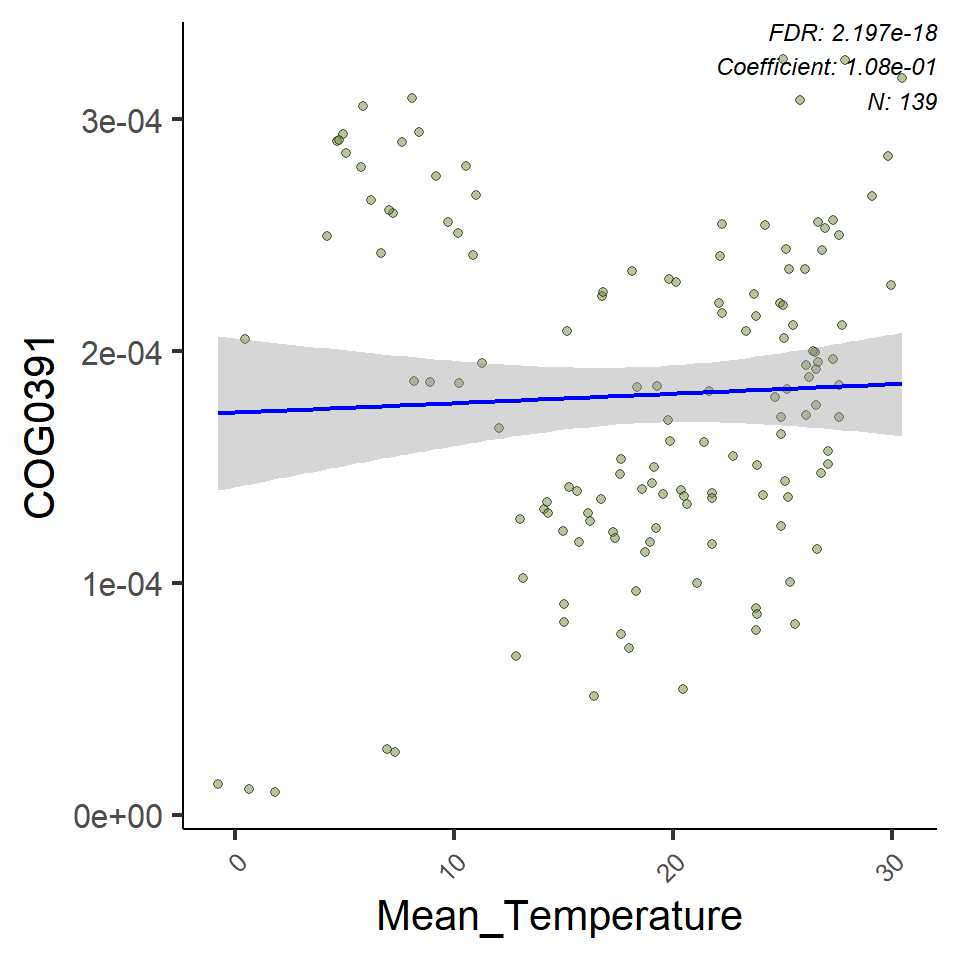 FDR: 2.197e-18
Coefficient: 1.08e-01
N: 139
COG0391
3e-04
2e-04
1e-04
0e+00
0
10
20
30
Mean_Temperature